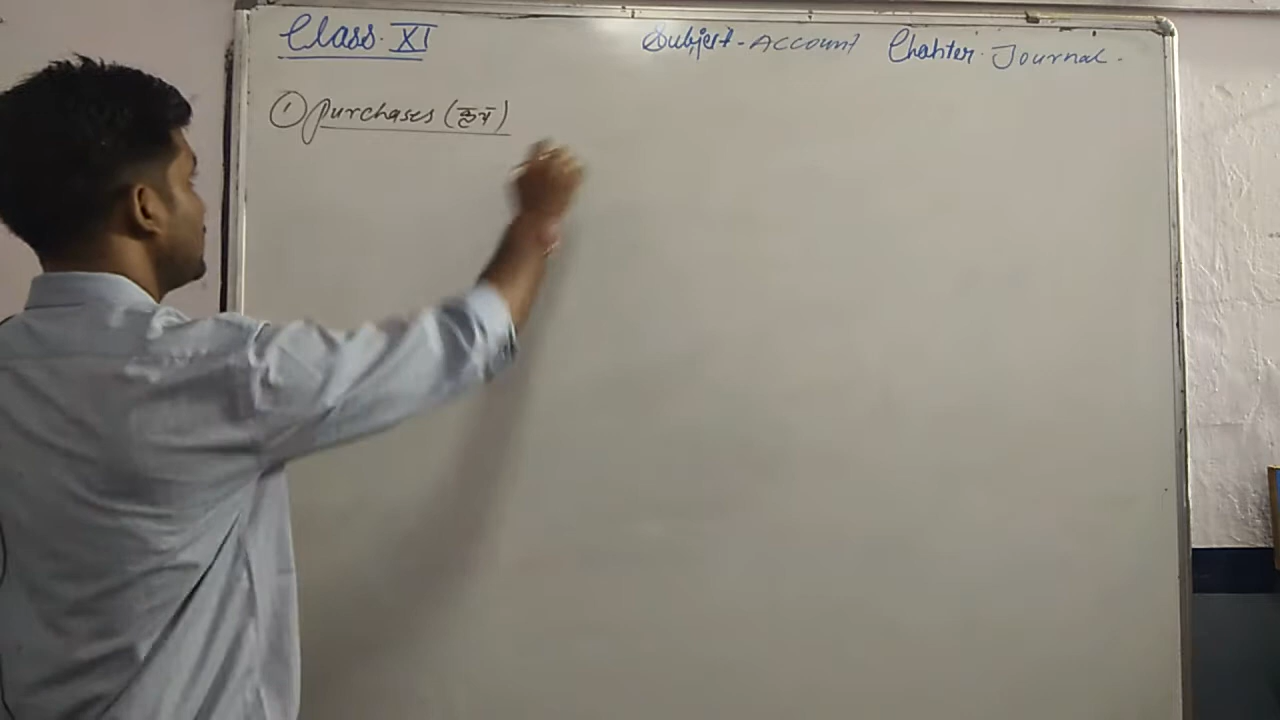 Class. XI Subject - Account Chapter. Journal.
① Purchases (क्रय)